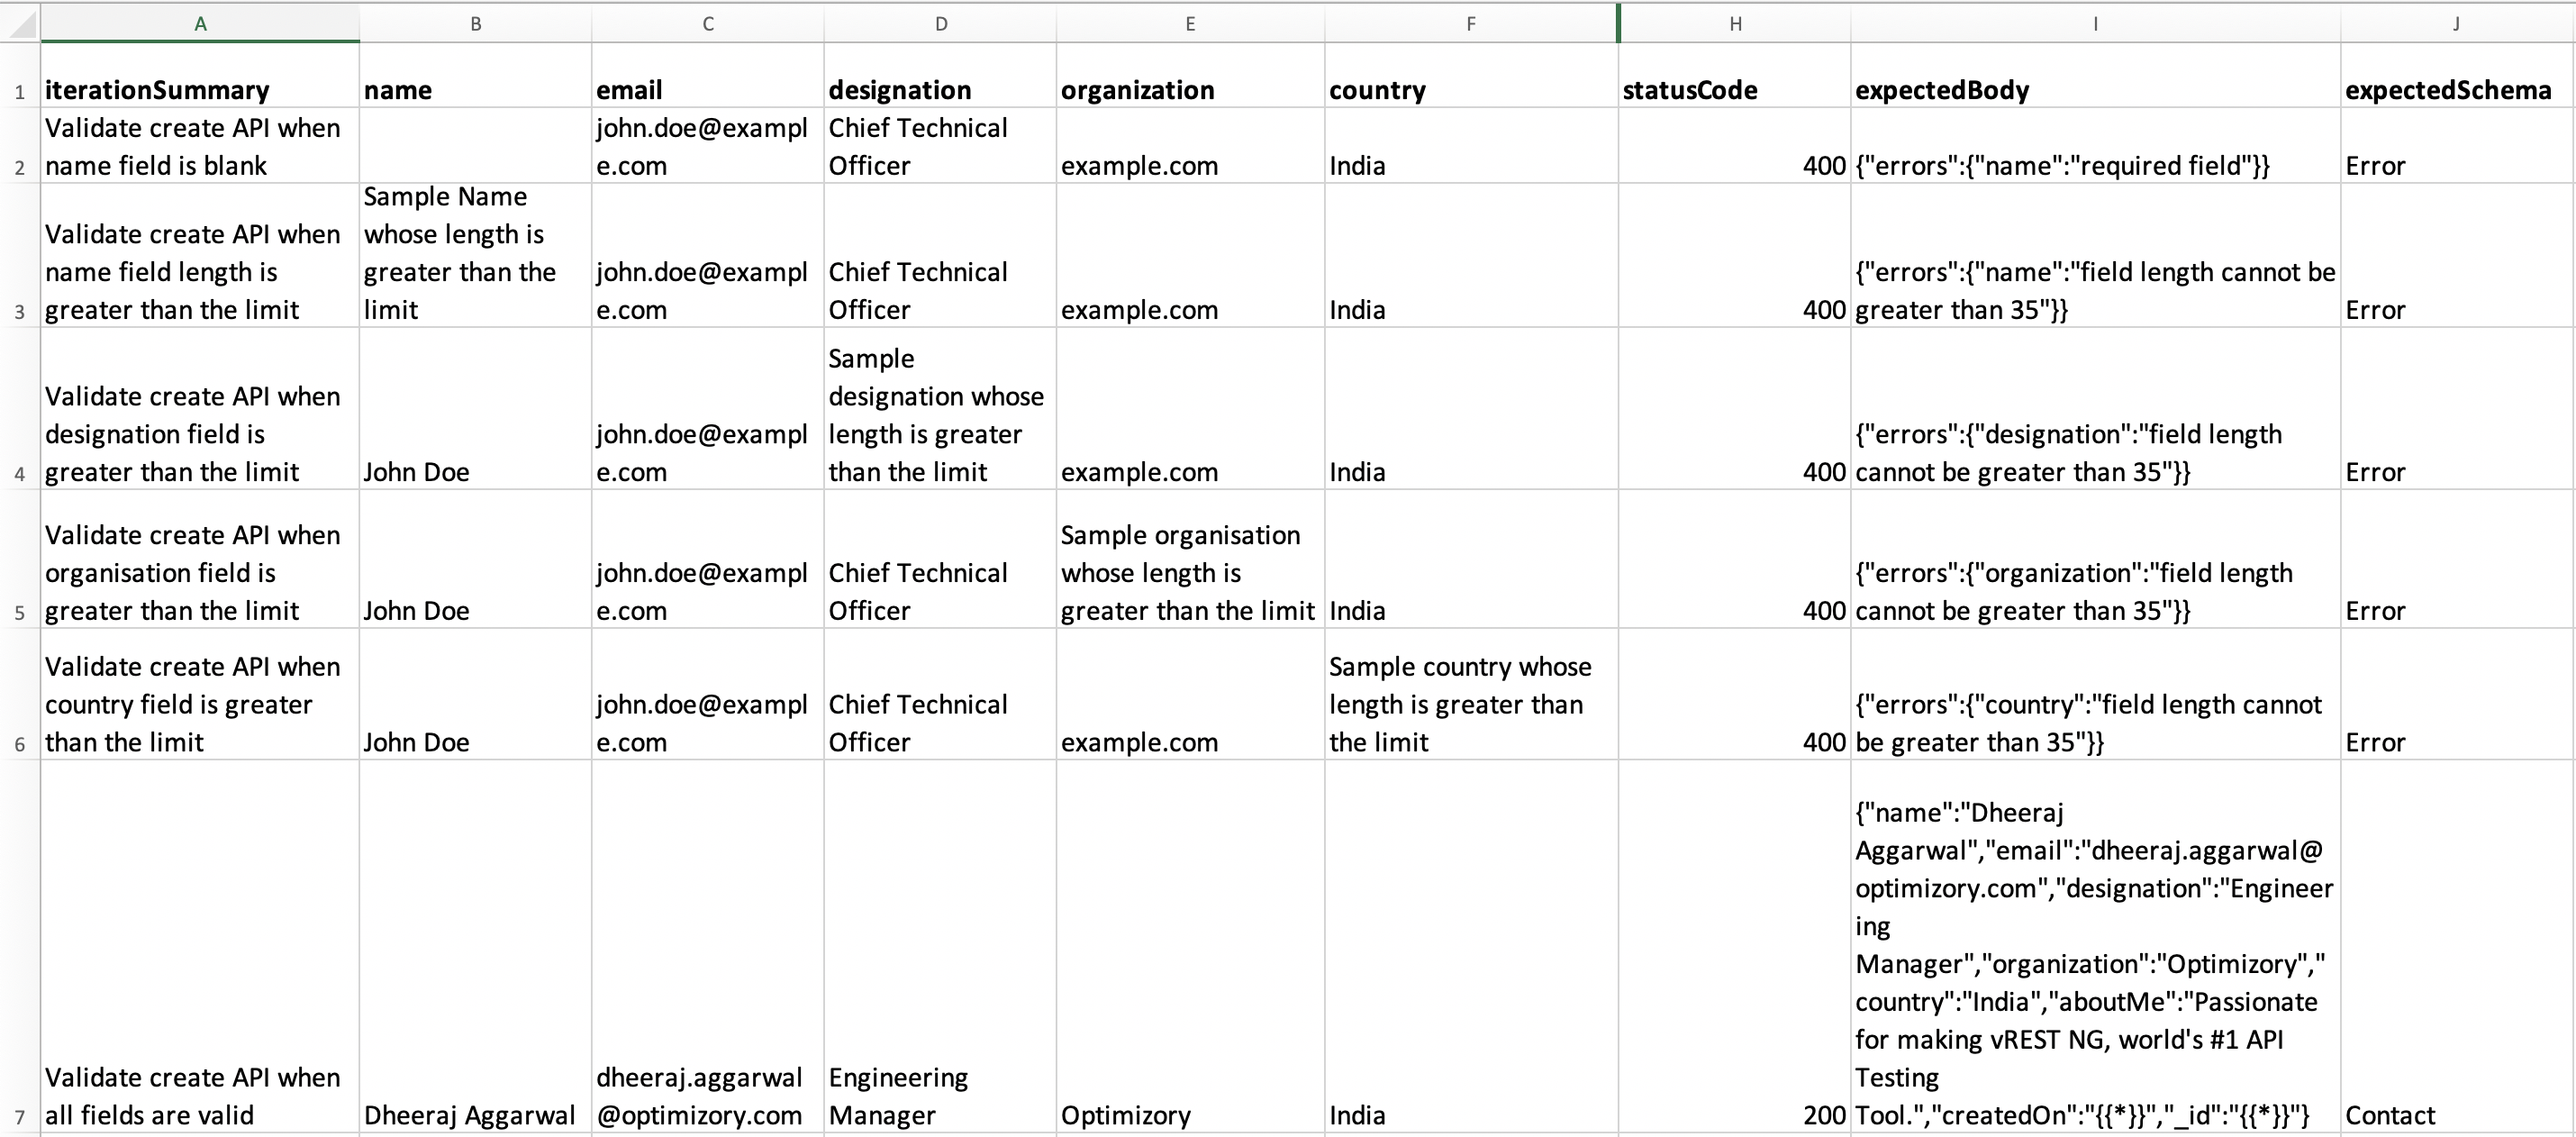 A B C D E F H I J
1 iterationSummary name email designation organization country statusCode expectedBody expectedSchema
Validate create API when
name field is blank
john.doe@exampl
e.com
Chief Technical
Officer
example.com
India
400
{"errors":{"name":"required field"}}
Error
2
Validate create API when
name field length is
greater than the limit
Sample Name
whose length is
greater than the
limit
john.doe@exampl
e.com
Chief Technical
Officer
example.com
India
400
{"errors":{"name":"field length cannot be
greater than 35"}}
Error
3
Validate create API when
designation field is
greater than the limit
John Doe
john.doe@exampl
e.com
Sample
designation whose
length is greater
than the limit
example.com
India
400
{"errors":{"designation":"field length
cannot be greater than 35"}}
Error
4
Validate create API when
organisation field is
greater than the limit
John Doe
john.doe@exampl
e.com
Chief Technical
Officer
Sample organisation
whose length is
greater than the limit
India
400
{"errors":{"organization":"field length
cannot be greater than 35"}}
Error
5
Validate create API when
country field is greater
than the limit
John Doe
john.doe@exampl
e.com
Chief Technical
Officer
example.com
Sample country whose
length is greater than
the limit
400
{"errors":{"country":"field length cannot
be greater than 35"}}
Error
6
Validate create API when
all fields are valid
Dheeraj Aggarwal
dheeraj.aggarwal
@optimizory.com
Engineering
Manager
Optimizory
India
200
{"name":"Dheeraj
Aggarwal","email":"dheeraj.aggarwal@
optimizory.com","designation":"Engineer
ing
Manager","organization":"Optimizory","
country":"India","aboutMe":"Passionate
for making vREST NG, world's #1 API
Testing
Tool.","createdOn":"{{*}}","_id":"{{*}}"}
Contact
7